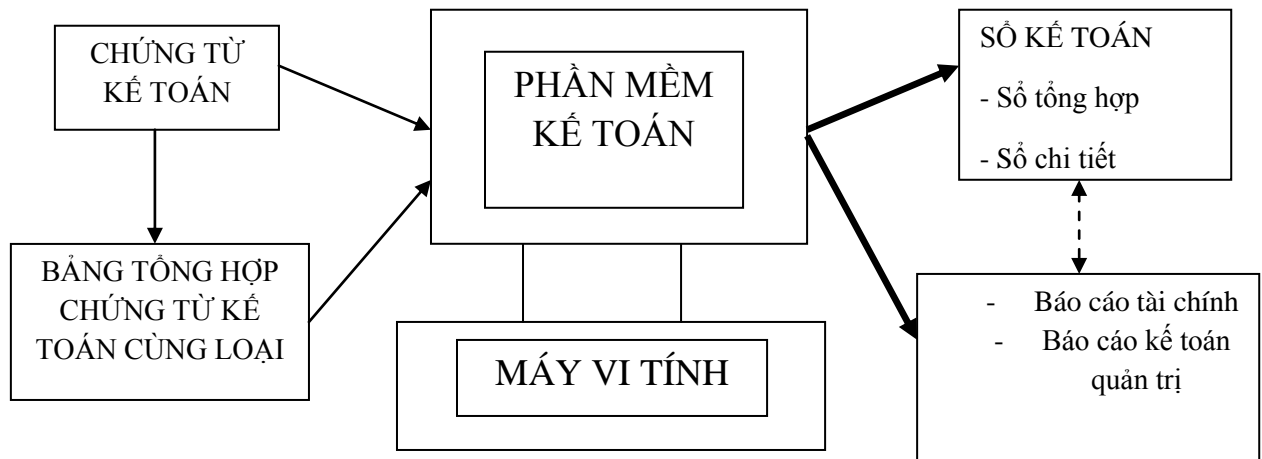 CHỨNG TỪ
KẾ TOÁN
BẢNG TỔNG HỢP
CHỨNG TỪ KẾ
TOÁN CÙNG LOẠI
PHẦN MỀM
KẾ TOÁN
MÁY VI TÍNH
SỔ KẾ TOÁN
- Sổ tổng hợp
- Sổ chi tiết
- Báo cáo tài chính
- Báo cáo kế toán
quản trị